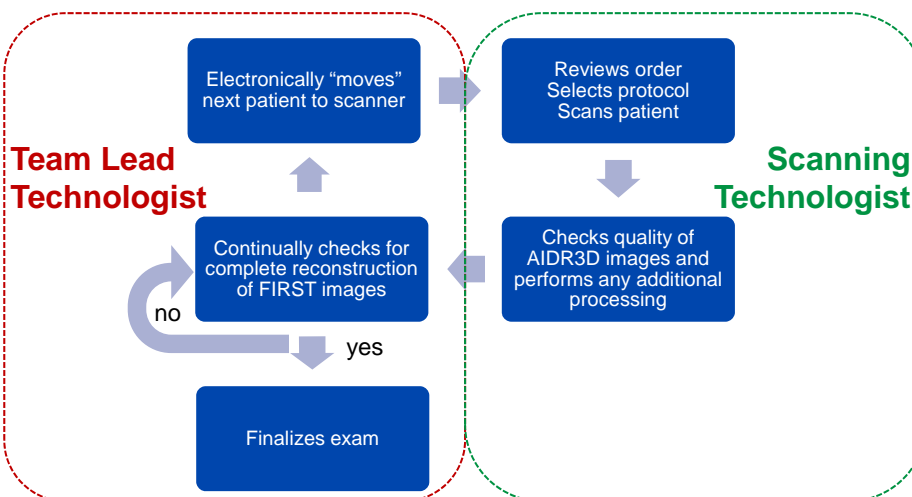 Electronically “moves”
next patient to scanner
Reviews order
Selects protocol
Scans patient
Team Lead
Technologist
Scanning
Technologist
Continually checks for
complete reconstruction
of FIRST images
Checks quality of
AIDR3D images and
performs any additional
processing
no
yes
Finalizes exam